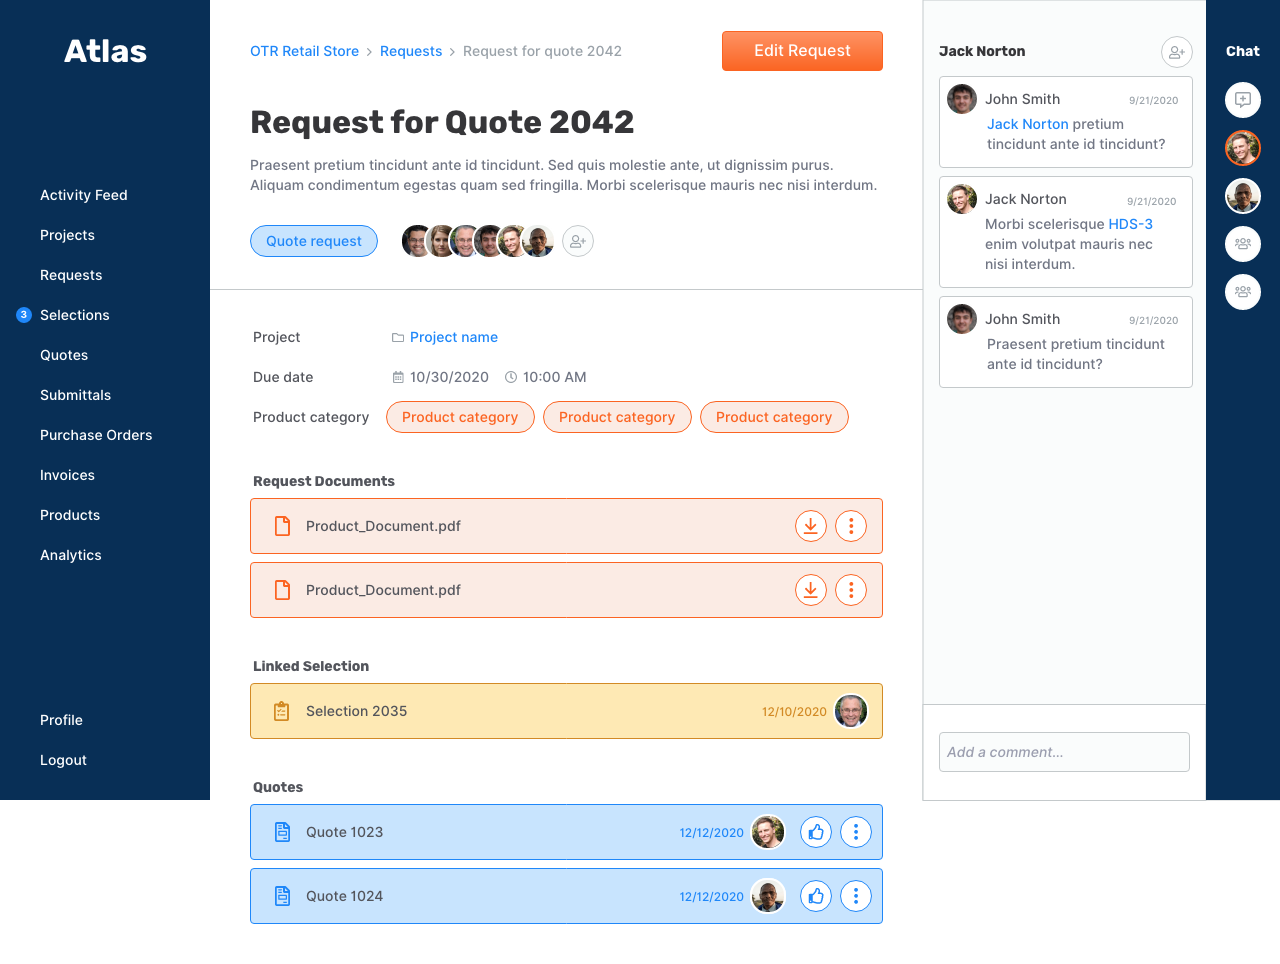 Atlas
Activity Feed
Projects
Requests
3 Selections
Quotes
Submittals
Purchase Orders
Invoices
Products
Analytics
Profile
Logout
OTR Retail Store > Requests > Request for quote 2042
Edit Request
Request for Quote 2042
Praesent pretium tincidunt ante id tincidunt. Sed quis molestie ante, ut dignissim purus.
Aliquam condimentum egestas quam sed fringilla. Morbi scelerisque mauris nec nisi interdum.
Quote request
Project Project name
Due date 10/30/2020 10:00 AM
Product category Product category Product category Product category
Request Documents
Product_Document.pdf
Product_Document.pdf
Linked Selection
Selection 2035 12/10/2020
Quotes
Quote 1023 12/12/2020
Quote 1024 12/12/2020
Jack Norton
John Smith 9/21/2020
Jack Norton pretium
tincidunt ante id tincidunt?
Jack Norton 9/21/2020
Morbi scelerisque HDS-3
enim volutpat mauris nec
nisi interdum.
John Smith 9/21/2020
Praesent pretium tincidunt
ante id tincidunt?
Add a comment...
Chat